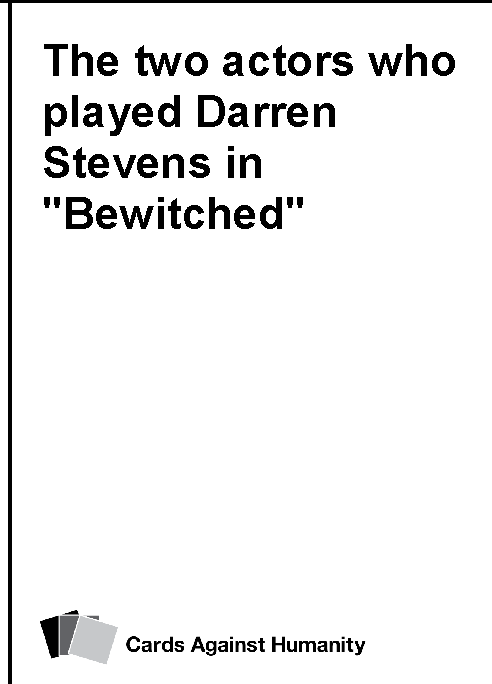 The two actors who
played Darren
Stevens in
"Bewitched"
Cards Against Humanity